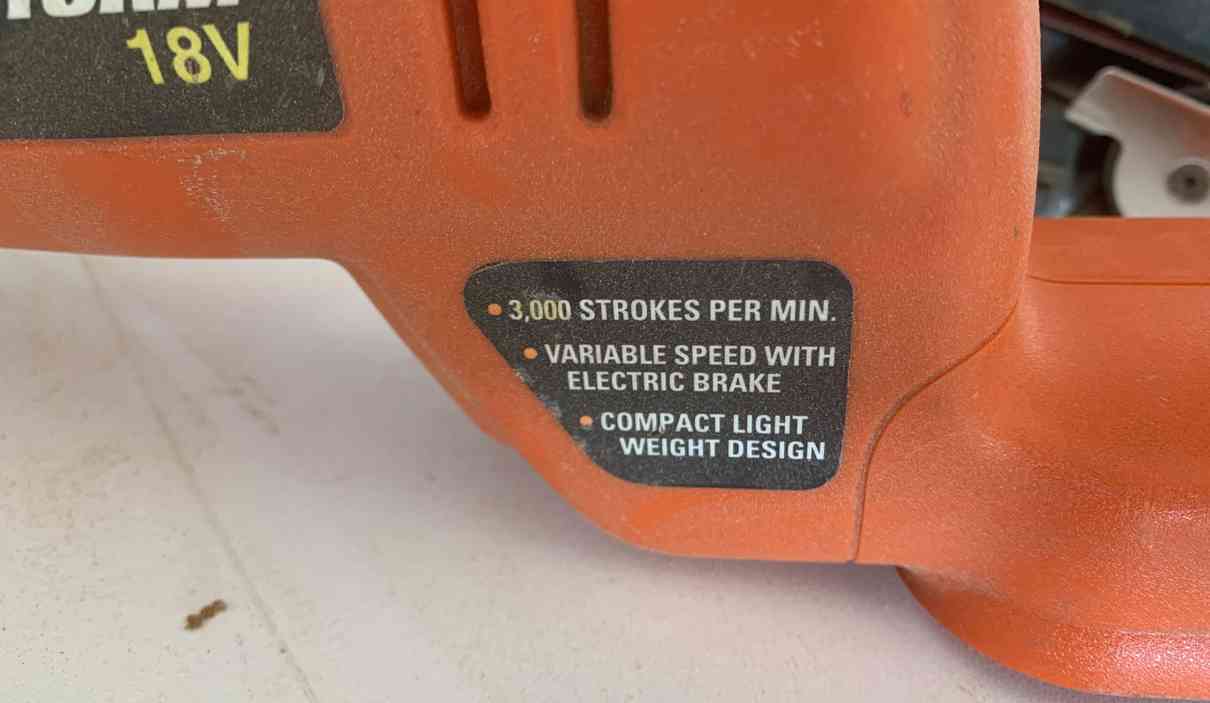 18V
• 3,000 STROKES PER MIN.
• VARIABLE SPEED WITH
ELECTRIC BRAKE
• COMPACT LIGHT
WEIGHT DESIGN